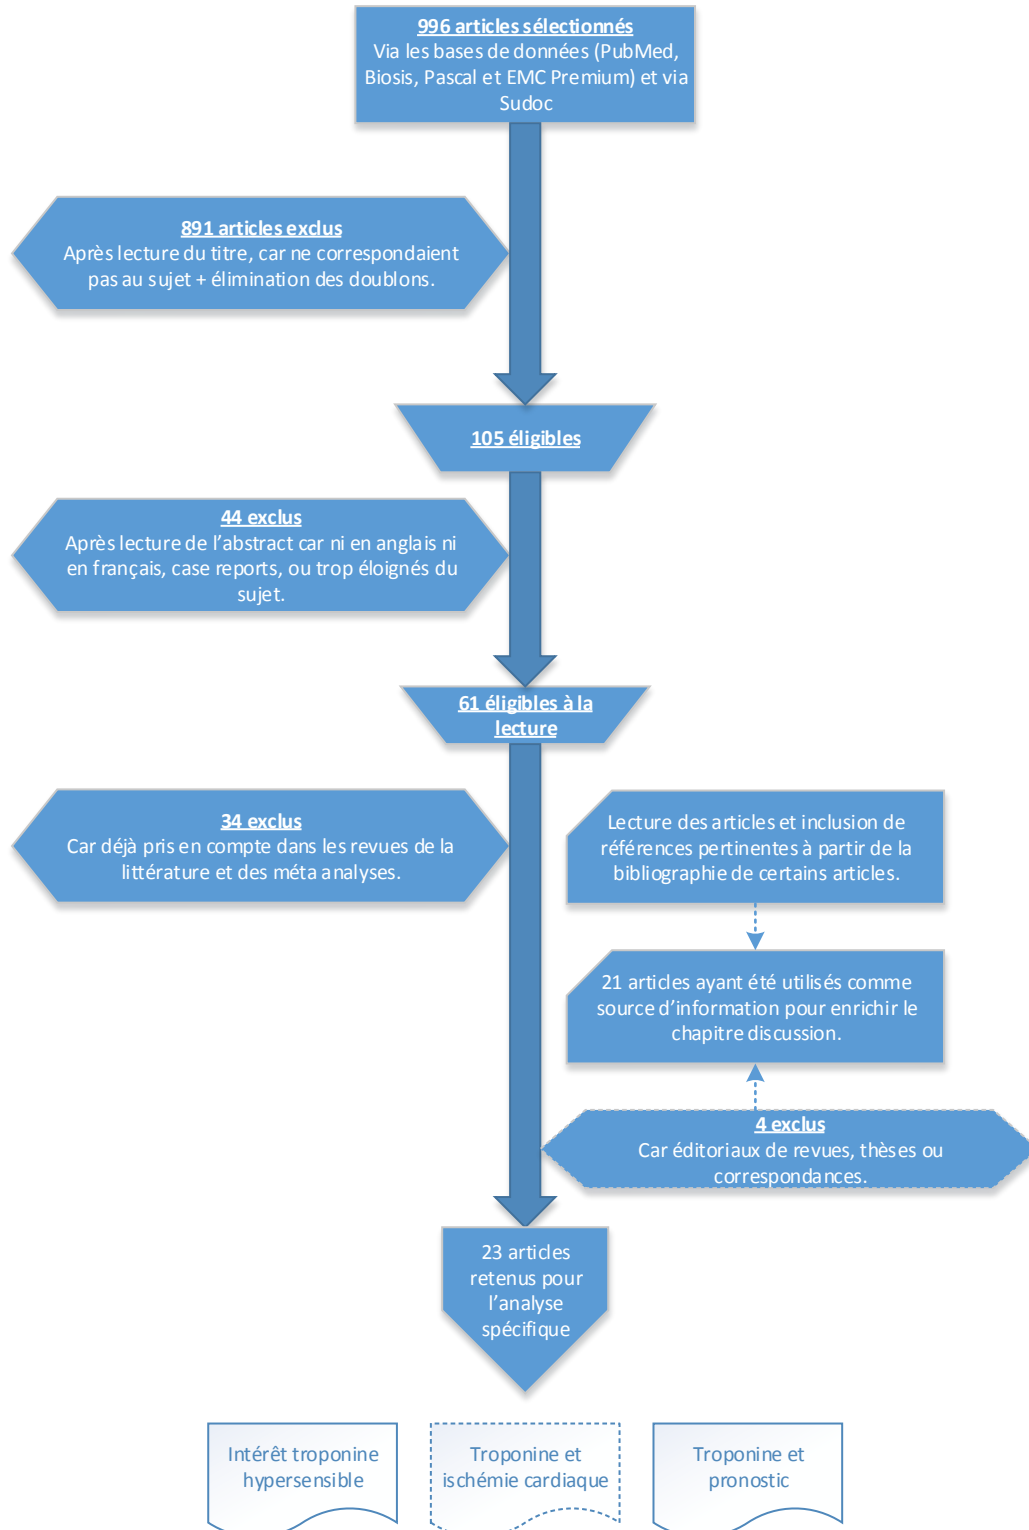 996 articles sélectionnés
Via les bases de données (PubMed,
Biosis, Pascal et EMC Premium) et via
Sudoc
891 articles exclus
Après lecture du titre, car ne correspondaient
pas au sujet + élimination des doublons.
105 éligibles
44 exclus
Après lecture de l’abstract car ni en anglais ni
en français, case reports, ou trop éloignés du
sujet.
61 éligibles à la
lecture
34 exclus
Car déjà pris en compte dans les revues de la
littérature et des méta analyses.
Lecture des articles et inclusion de
références pertinentes à partir de la
bibliographie de certains articles.
21 articles ayant été utilisés comme
source d’information pour enrichir le
chapitre discussion.
4 exclus
Car éditoriaux de revues, thèses ou
correspondances.
23 articles
retenus pour
l’analyse
spécifique
Intérêt troponine
hypersensible
Troponine et
ischémie cardiaque
Troponine et
pronostic